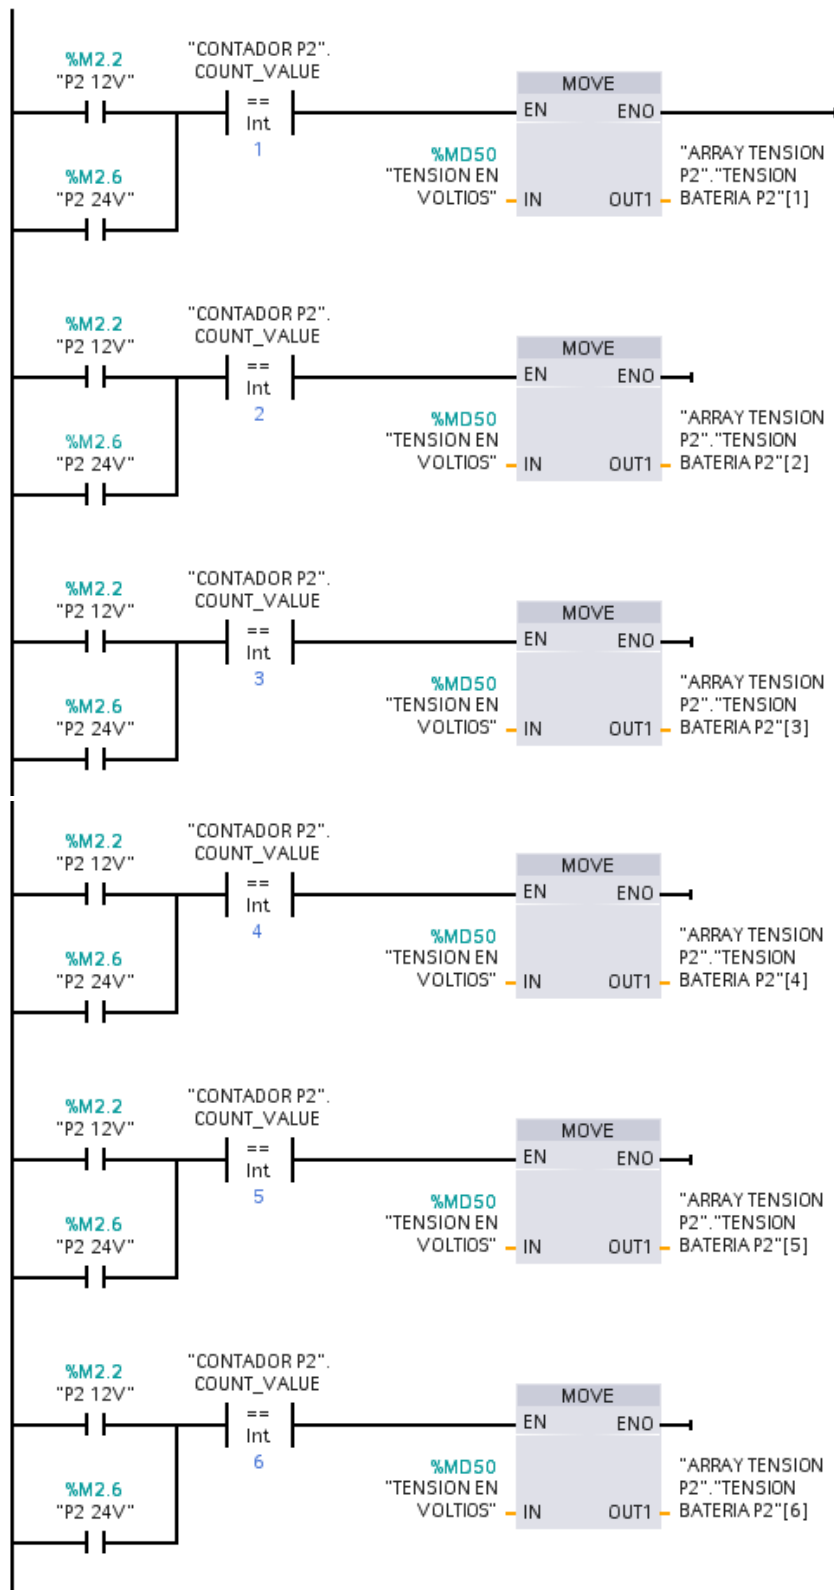 "CONTADOR P2".
%M2.2
COUNT_VALUE
"P2 12V"
MOVE
==
EN ENO
Int
1
%MD50
"ARRAY TENSION
%M2.6
"TENSION EN
P2"."TENSION
"P2 24V"
VOLTIOS"
IN OUT1
BATERIA P2"[1]
"CONTADOR P2".
%M2.2
COUNT_VALUE
"P2 12V"
MOVE
==
EN ENO
Int
2
%MD50
"ARRAY TENSION
%M2.6
"TENSION EN
P2"."TENSION
"P2 24V"
VOLTIOS"
IN OUT1
BATERIA P2"[2]
"CONTADOR P2".
%M2.2
COUNT_VALUE
"P2 12V"
MOVE
==
EN ENO
Int
3
%MD50
"ARRAY TENSION
%M2.6
"TENSION EN
P2"."TENSION
"P2 24V"
VOLTIOS"
IN OUT1
BATERIA P2"[3]
"CONTADOR P2".
%M2.2
COUNT_VALUE
"P2 12V"
MOVE
==
EN ENO
Int
4
%MD50
"ARRAY TENSION
%M2.6
"TENSION EN
P2"."TENSION
"P2 24V"
VOLTIOS"
IN OUT1
BATERIA P2"[4]
"CONTADOR P2".
%M2.2
COUNT_VALUE
"P2 12V"
MOVE
==
EN ENO
Int
5
%MD50
"ARRAY TENSION
%M2.6
"TENSION EN
P2"."TENSION
"P2 24V"
VOLTIOS"
IN OUT1
BATERIA P2"[5]
"CONTADOR P2".
%M2.2
COUNT_VALUE
"P2 12V"
MOVE
==
EN ENO
Int
6
%MD50
"ARRAY TENSION
%M2.6
"TENSION EN
P2"."TENSION
"P2 24V"
VOLTIOS"
IN OUT1
BATERIA P2"[6]